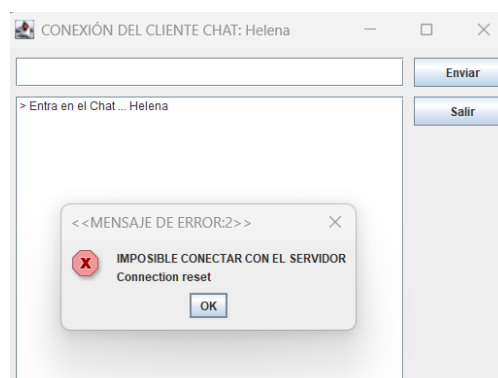 CONEXIÓN DEL CLIENTE CHAT: Helena
Enviar
> Entra en el Chat ... Helena
Salir
<<MENSAJE DE ERROR:2>>
IMPOSIBLE CONECTAR CON EL SERVIDOR
Connection reset
OK